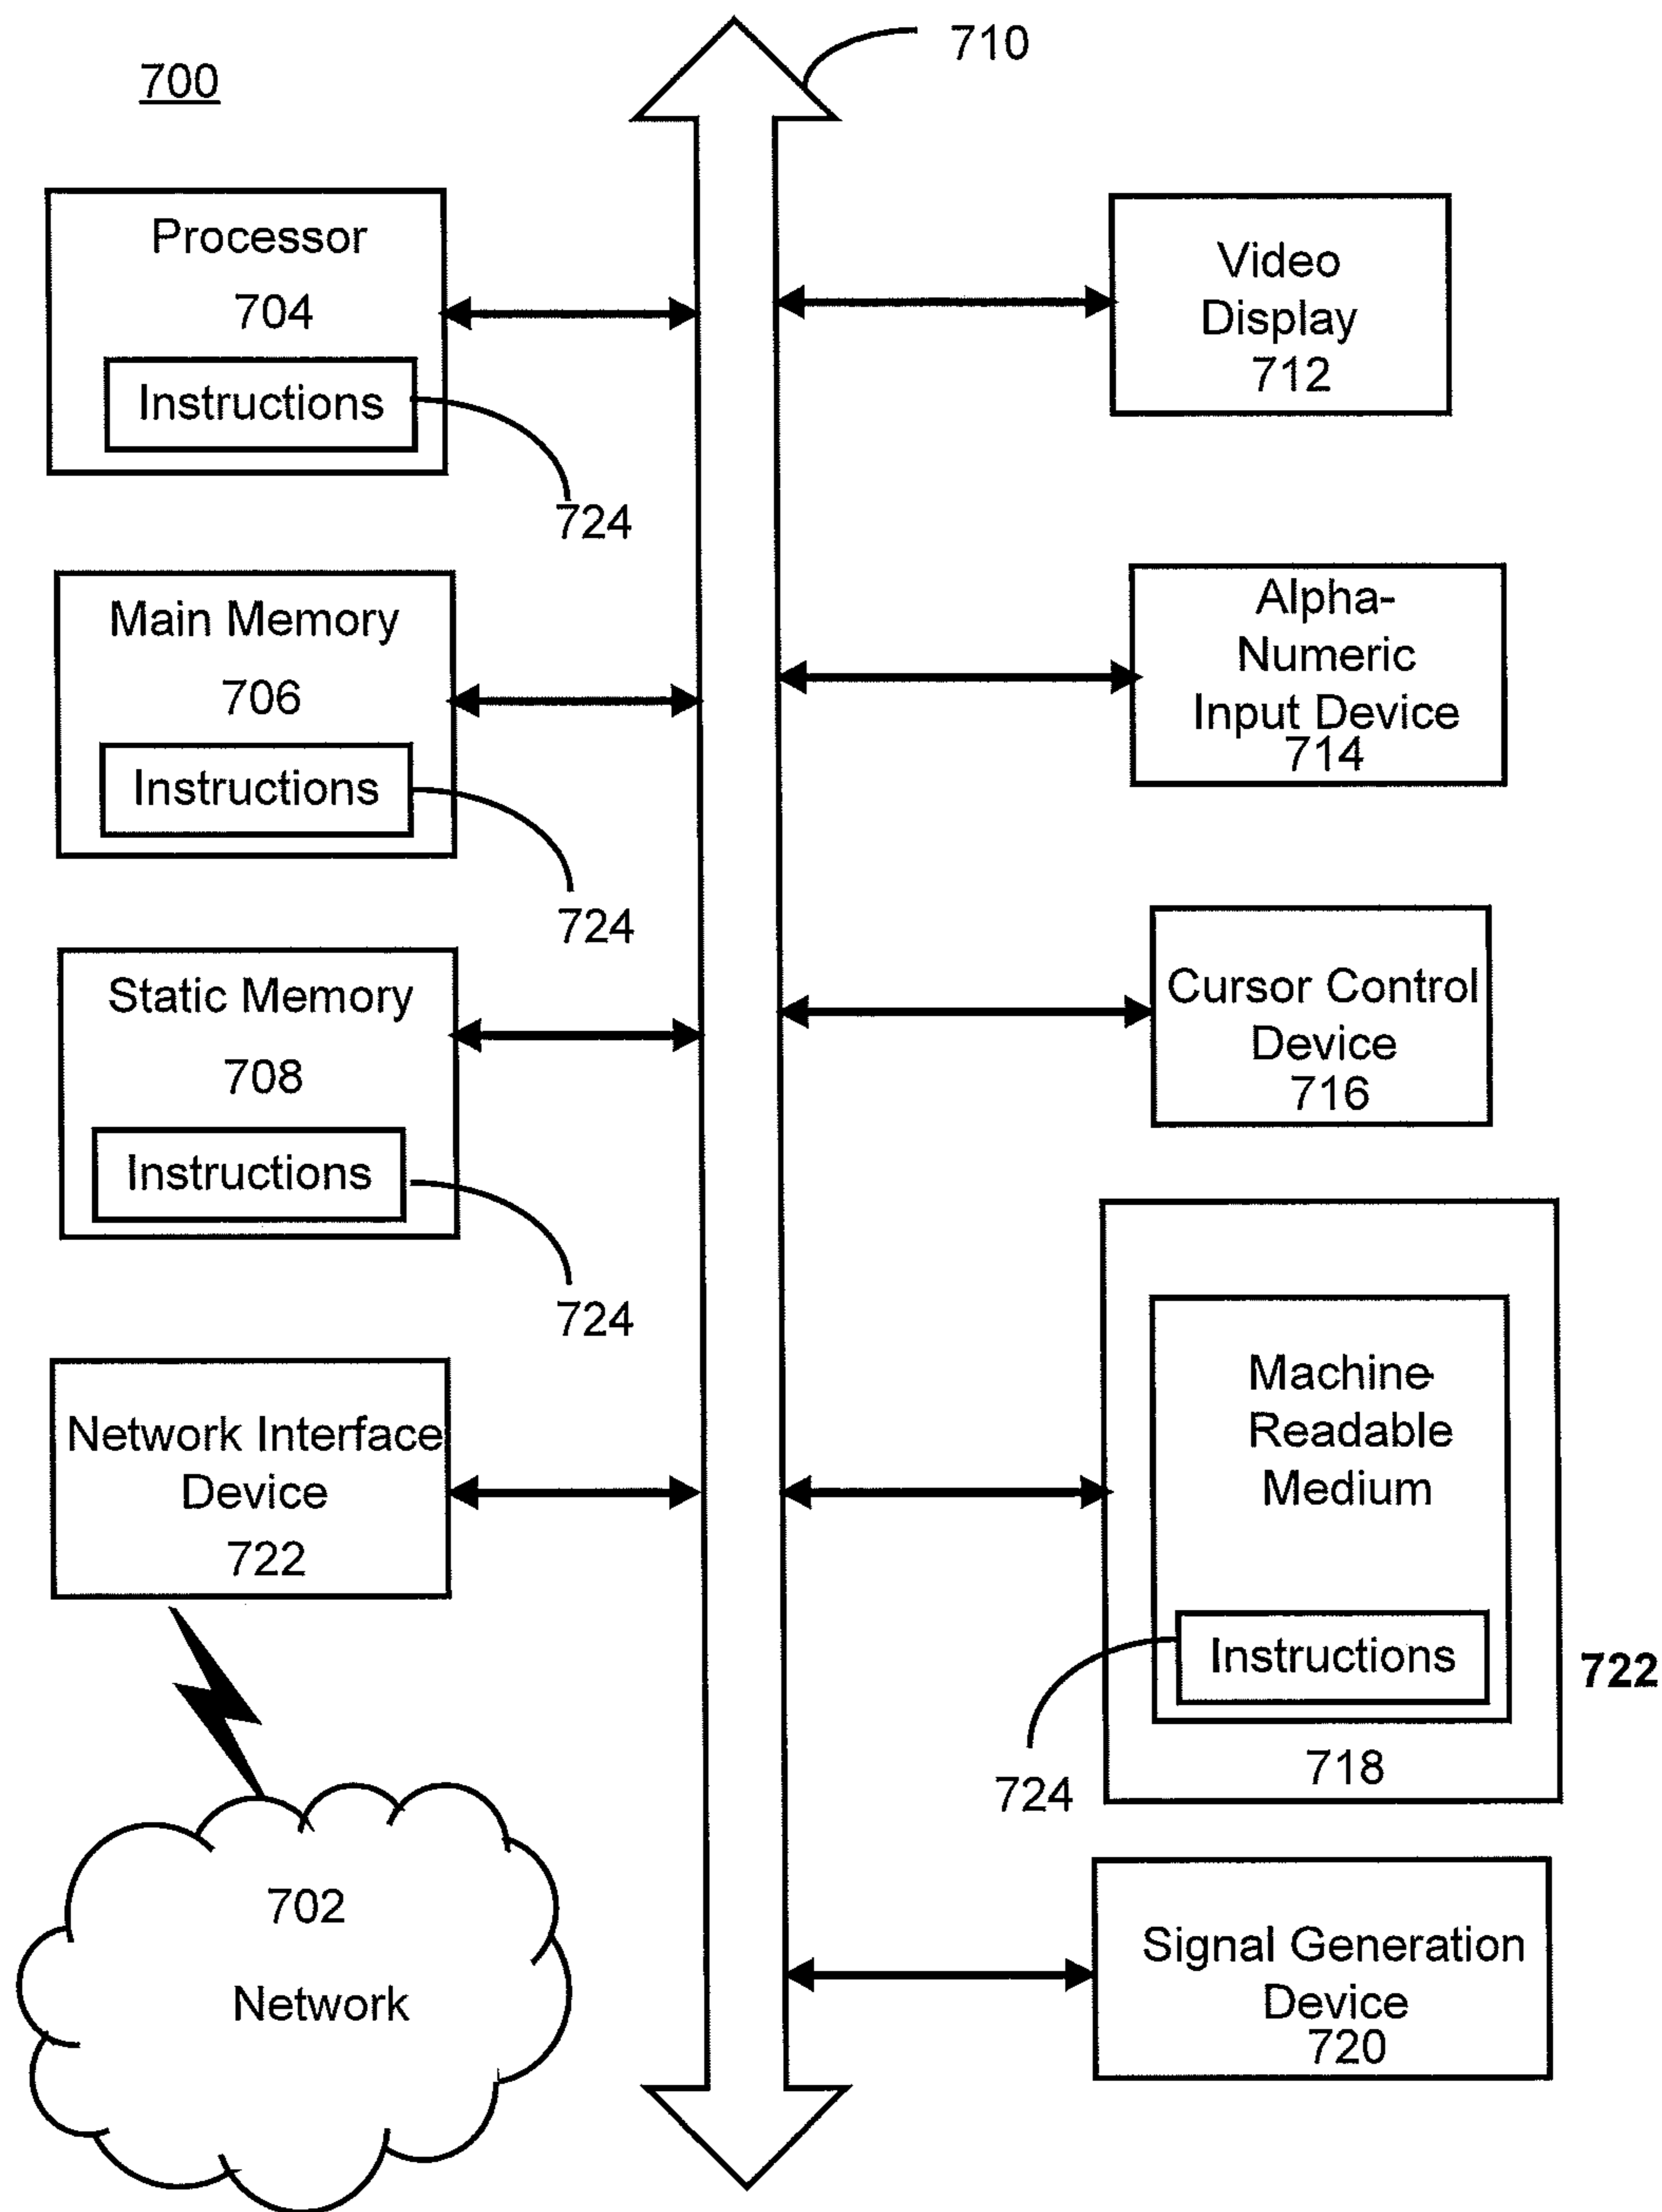 700
710
Processor
704
Instructions
724
Main Memory
706
Instructions
724
Static Memory
708
Instructions
724
Network Interface
Device
722
702
Network
Video
Display
712
Alpha-
Numeric
Input Device
714
Cursor Control
Device
716
Machine
Readable
Medium
Instructions
722
718
724
Signal Generation
Device
720